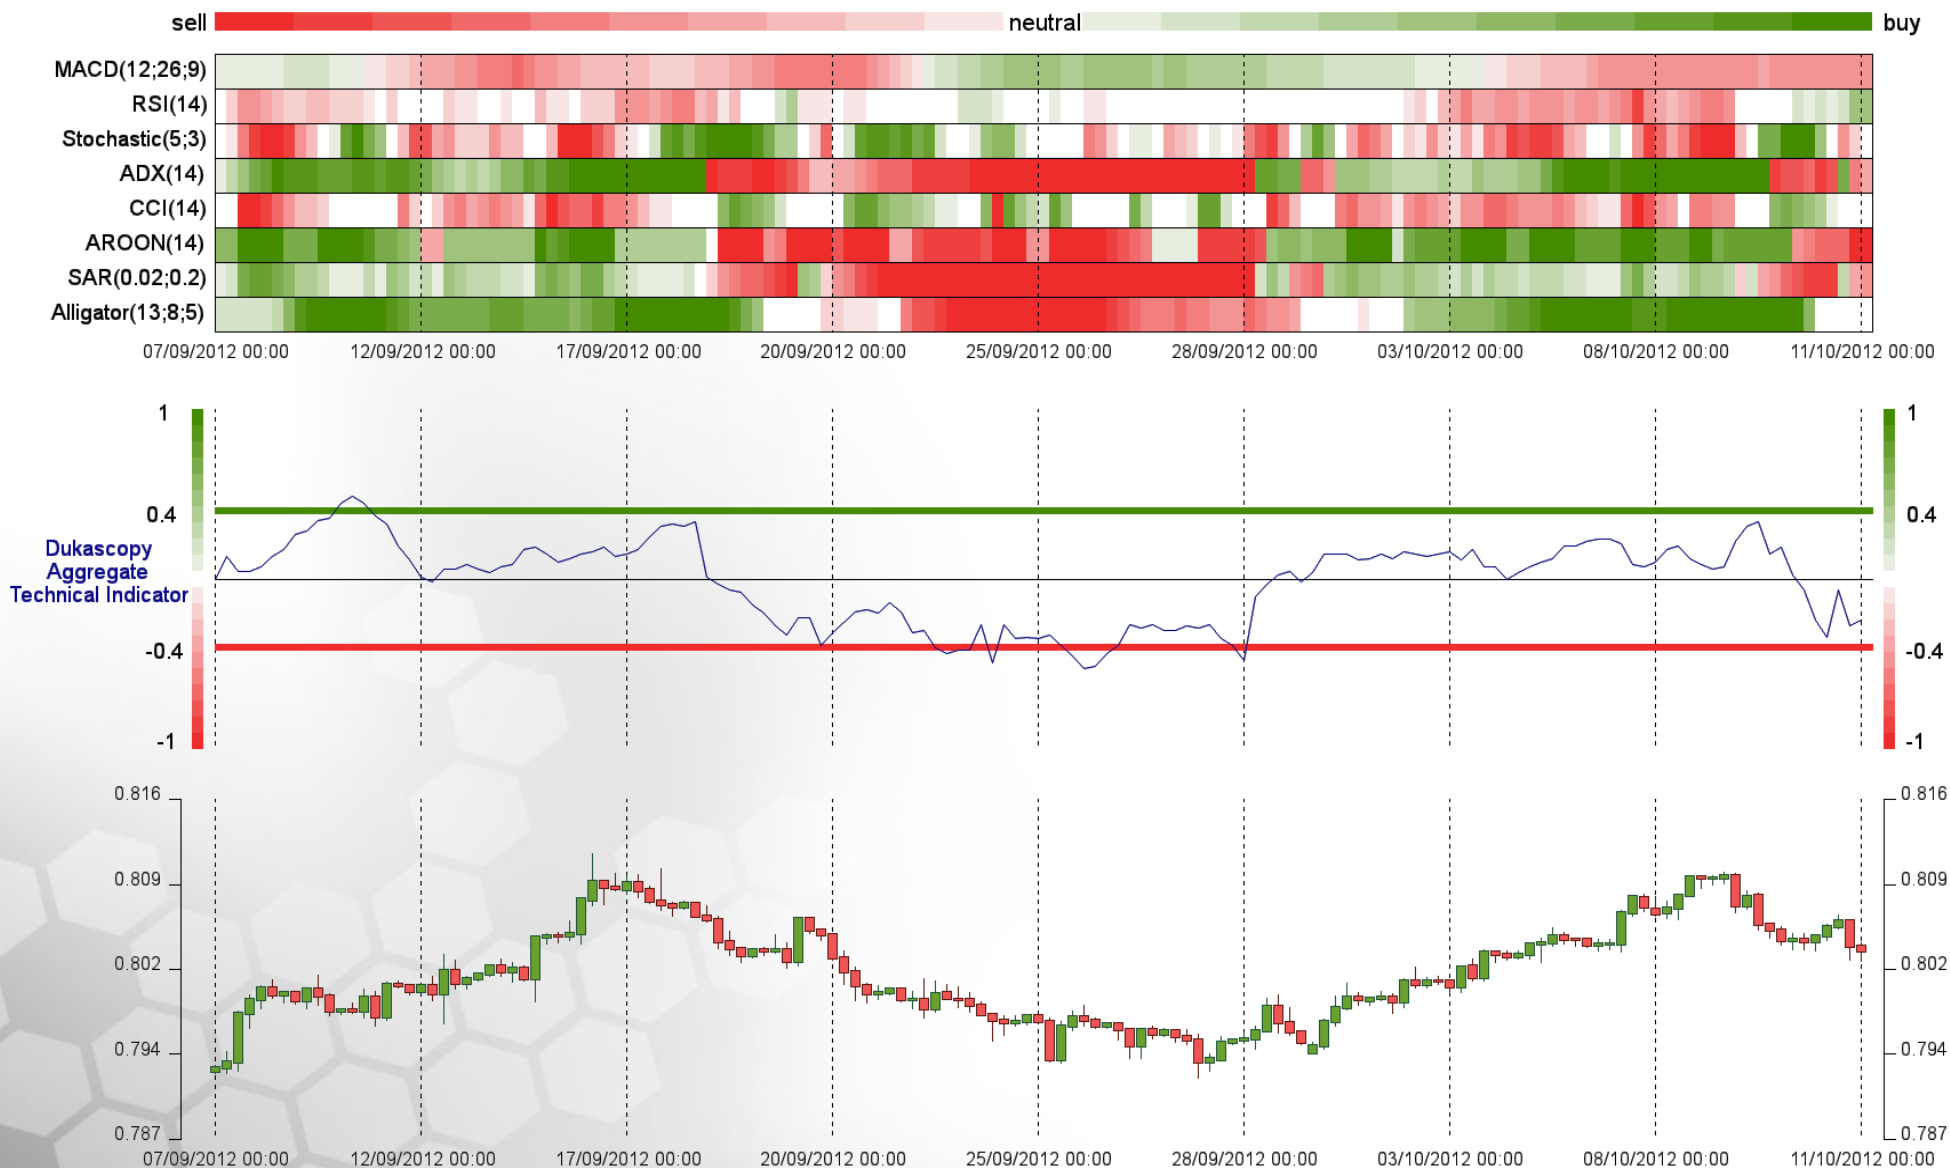 sell neutral buy
MACD(12;26;9)
RSI(14)
Stochastic(5;3)
ADX(14)
CCI(14)
AROON(14)
SAR(0.02;0.2)
Alligator(13;8;5)
07/09/2012 00:00 12/09/2012 00:00 17/09/2012 00:00 20/09/2012 00:00 25/09/2012 00:00 28/09/2012 00:00 03/10/2012 00:00 08/10/2012 00:00 11/10/2012 00:00
1 1
0.4 0.4
Dukascopy
Aggregate
Technical Indicator
-0.4 -0.4
-1 -1
0.816 0.816
0.809 0.809
0.802 0.802
0.794 0.794
0.787 0.787
07/09/2012 00:00 12/09/2012 00:00 17/09/2012 00:00 20/09/2012 00:00 25/09/2012 00:00 28/09/2012 00:00 03/10/2012 00:00 08/10/2012 00:00 11/10/2012 00:00